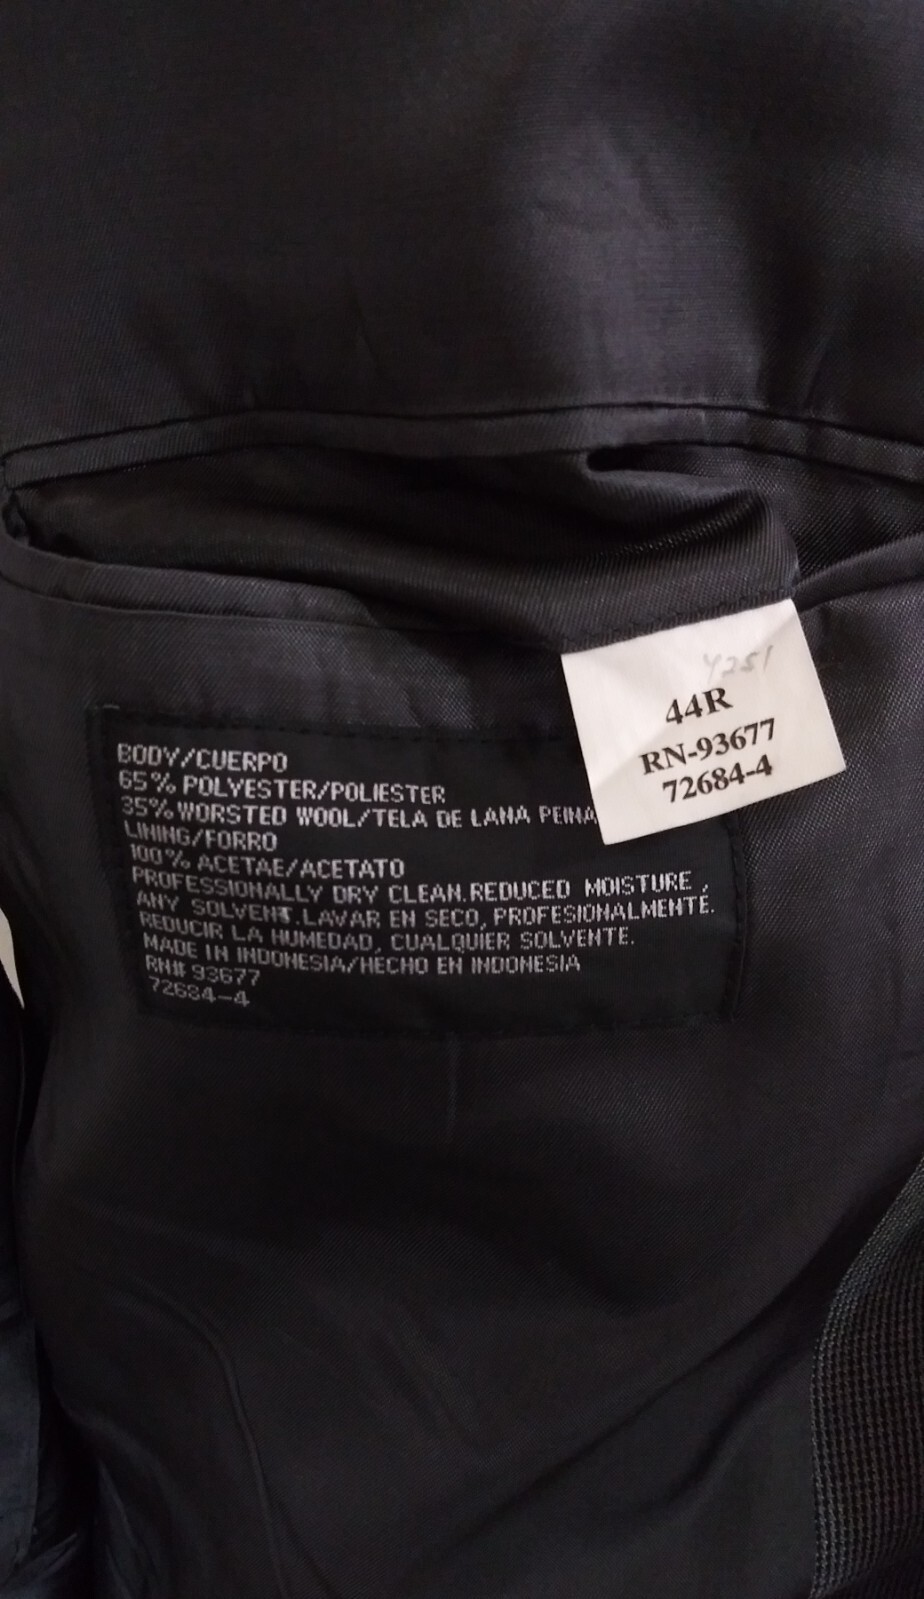 4251
44R
RN-93677
72684-4
BODY/CUERPO
65% POLYESTER/POLIESTER
35% WORSTED WOOL/TELA DE LANA PEINA
LINING/FORRO
100% ACETAE/ACETATO
PROFESSIONALLY DRY CLEAN.REDUCED MOISTURE,
ANY SOLVENT.LAVAR EN SECO, PROFESIONALMENTE.
REDUCIR LA HUMEDAD, CUALQUIER SOLVENTE.
MADE IN INDONESIA/HECHO EN INDONESIA
RN# 93677
72684-4